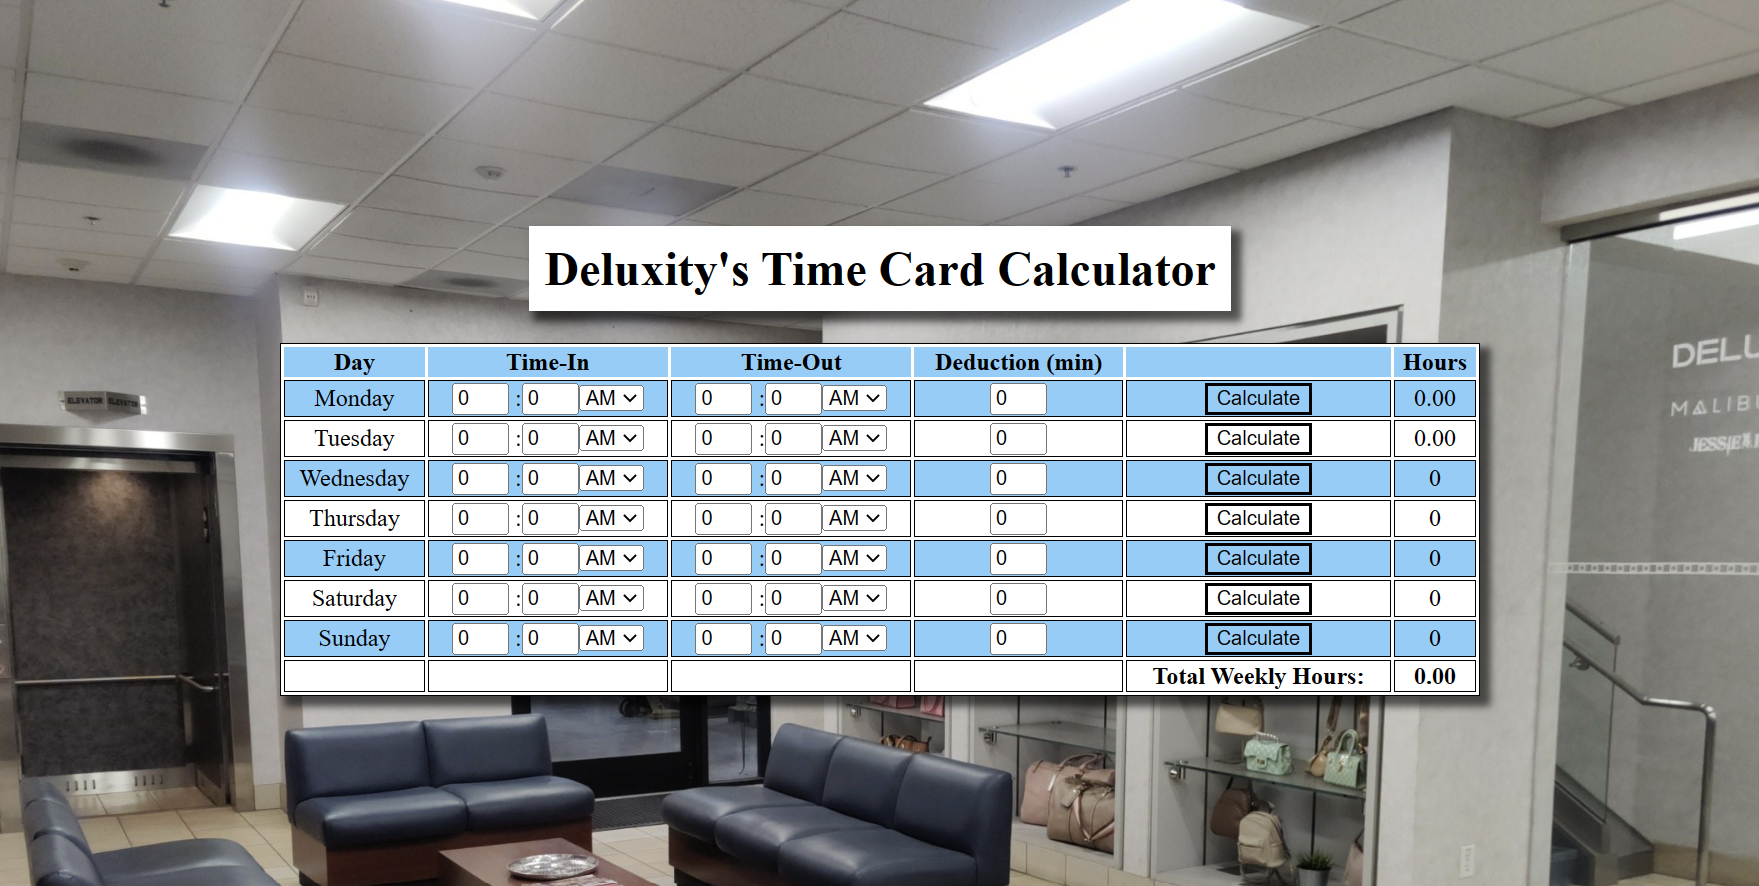 Deluxity's Time Card Calculator
Day Time-In Time-Out Deduction (min) Hours
Monday 0 : 0 AM 0 : 0 AM 0 Calculate 0.00
Tuesday 0 : 0 AM 0 : 0 AM 0 Calculate 0.00
Wednesday 0 : 0 AM 0 : 0 AM 0 Calculate 0
Thursday 0 : 0 AM 0 : 0 AM 0 Calculate 0
Friday 0 : 0 AM 0 : 0 AM 0 Calculate 0
Saturday 0 : 0 AM 0 : 0 AM 0 Calculate 0
Sunday 0 : 0 AM 0 : 0 AM 0 Calculate 0
Total Weekly Hours: 0.00
ELEVATOR ELEVATOR
DELU
MALIB